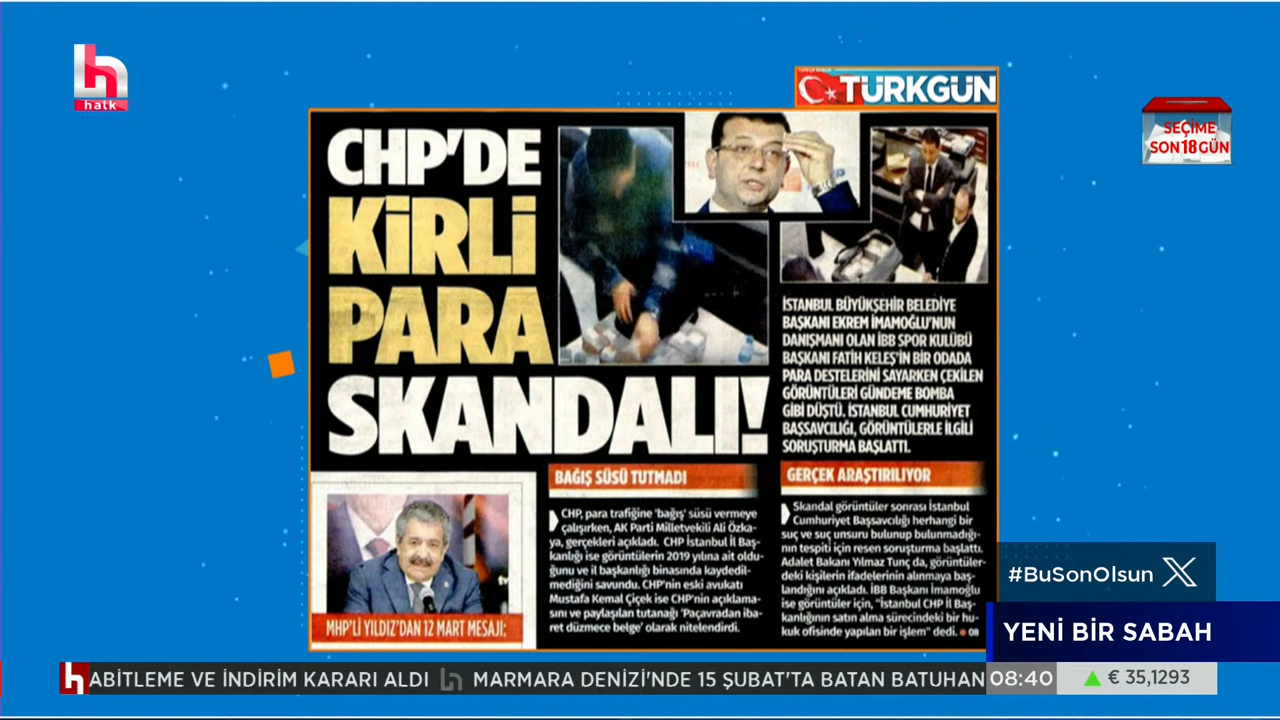 halk
TÜRKGÜN
SEÇİME
SON 18 GÜN
CHP'DE
KİRLİ
PARA
SKANDALI!
İSTANBUL BÜYÜKŞEHİR BELEDİYE
BAŞKANI EKREM İMAMOĞLU'NUN
DANIŞMANI OLAN İBB SPOR KULÜBÜ
BAŞKANI FATİH KELEŞ'İN BİR ODADA
PARA DESTELERİNİ SAYARKEN ÇEKİLEN
GÖRÜNTÜLERİ GÜNDEME BOMBA
GİBİ DÜŞTÜ. İSTANBUL CUMHURİYET
BAŞSAVCILIĞI, GÖRÜNTÜLERLE İLGİLİ
SORUŞTURMA BAŞLATTI.
BAĞIŞ SÜSÜ TUTMADI
CHP, para trafiğine 'bağış' süsü vermeye
çalışırken, AK Parti Milletvekili Ali Özka-
ya, gerçekleri açıkladı. CHP İstanbul İl Baş-
kanlığı ise görüntülerin 2019 yılına ait oldu-
ğunu ve il başkanlığı binasında kaydedil-
mediğini savundu. CHP'nin eski avukatı
Mustafa Kemal Çiçek ise CHP'nin açıklama-
sını ve paylaşılan tutanağı 'Paçavradan iba-
ret düzmece belge' olarak nitelendirdi.
GERÇEK ARAŞTIRILIYOR
Skandal görüntüler sonrası İstanbul
Cumhuriyet Başsavcılığı herhangi bir
suç ve suç unsuru bulunup bulunmadığı-
nın tespiti için resen soruşturma başlattı.
Adalet Bakanı Yılmaz Tunç da, görüntüler-
deki kişilerin ifadelerinin alınmaya baş-
landığını açıkladı. İBB Başkanı İmamoğlu
ise görüntüler için, "İstanbul CHP İl Baş-
kanlığının satın alma sürecindeki bir hu-
kuk ofisinde yapılan bir işlem" dedi. 08
MHP'Lİ YILDIZ'DAN 12 MART MESAJI:
#BuSonOlsun X
YENİ BİR SABAH
ABİTLEME VE İNDİRİM KARARI ALDI MARMARA DENİZİ'NDE 15 ŞUBAT'TA BATAN BATUHAN 08:40 € 35,1293